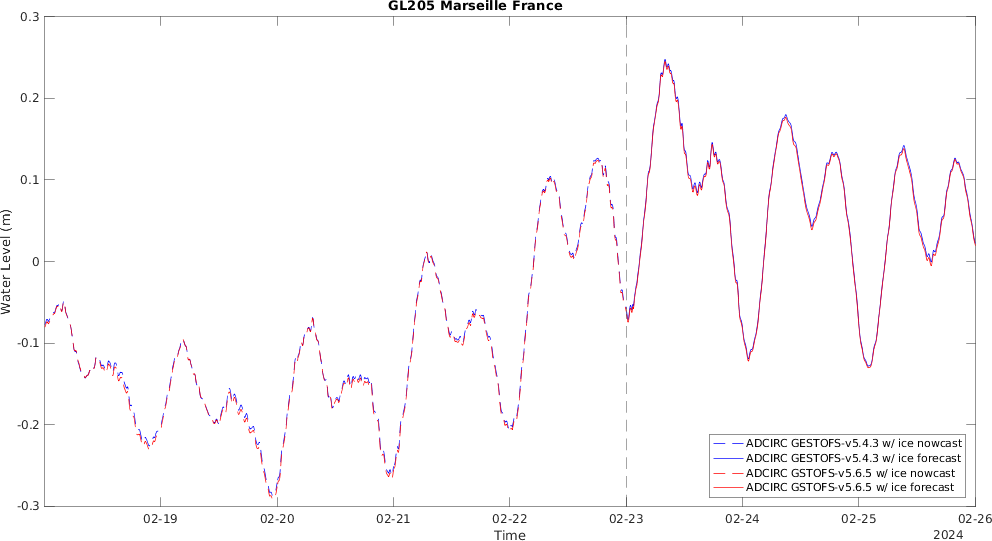 GL205 Marseille France
0.3
0.2
0.1
0
-0.1
-0.2
-0.3
Water Level (m)
02-19 02-20 02-21 02-22 02-23 02-24 02-25 02-26
Time
2024
ADCIRC GESTOFS-v5.4.3 w/ ice nowcast
ADCIRC GESTOFS-v5.4.3 w/ ice forecast
ADCIRC GSTOFS-v5.6.5 w/ ice nowcast
ADCIRC GSTOFS-v5.6.5 w/ ice forecast